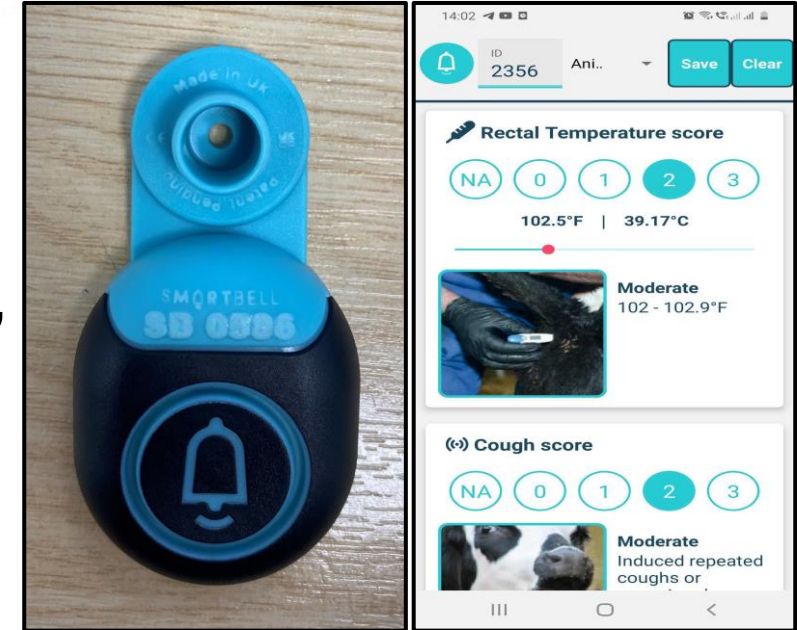 Made in UK
Patent Pending
SMARTBELL
14:02
ID
2356
Ani..
Save
Clear
Rectal Temperature score
NA
0
1
2
3
102.5°F | 39.17°C
Moderate
102 - 102.9°F
Cough score
NA
0
1
2
3
Moderate
Induced repeated
coughs or